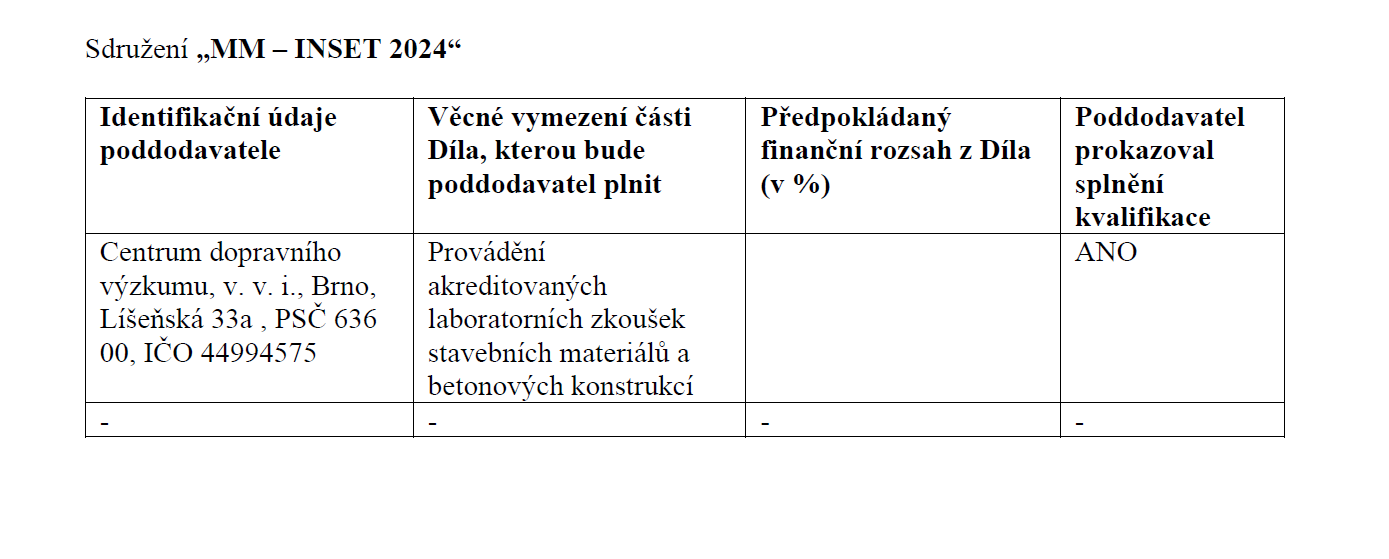 Sdružení „MM – INSET 2024“
Identifikační údaje
poddodavatele
Věcné vymezení části
Díla, kterou bude
poddodavatel plnit
Předpokládaný
finanční rozsah z Díla
(v %)
Poddodavatel
prokazoval
splnění
kvalifikace
Centrum dopravního
výzkumu, v. v. i., Brno,
Líšeňská 33a , PSČ 636
00, IČO 44994575
Provádění
akreditovaných
laboratorních zkoušek
stavebních materiálů a
betonových konstrukcí
ANO
-
-
-
-